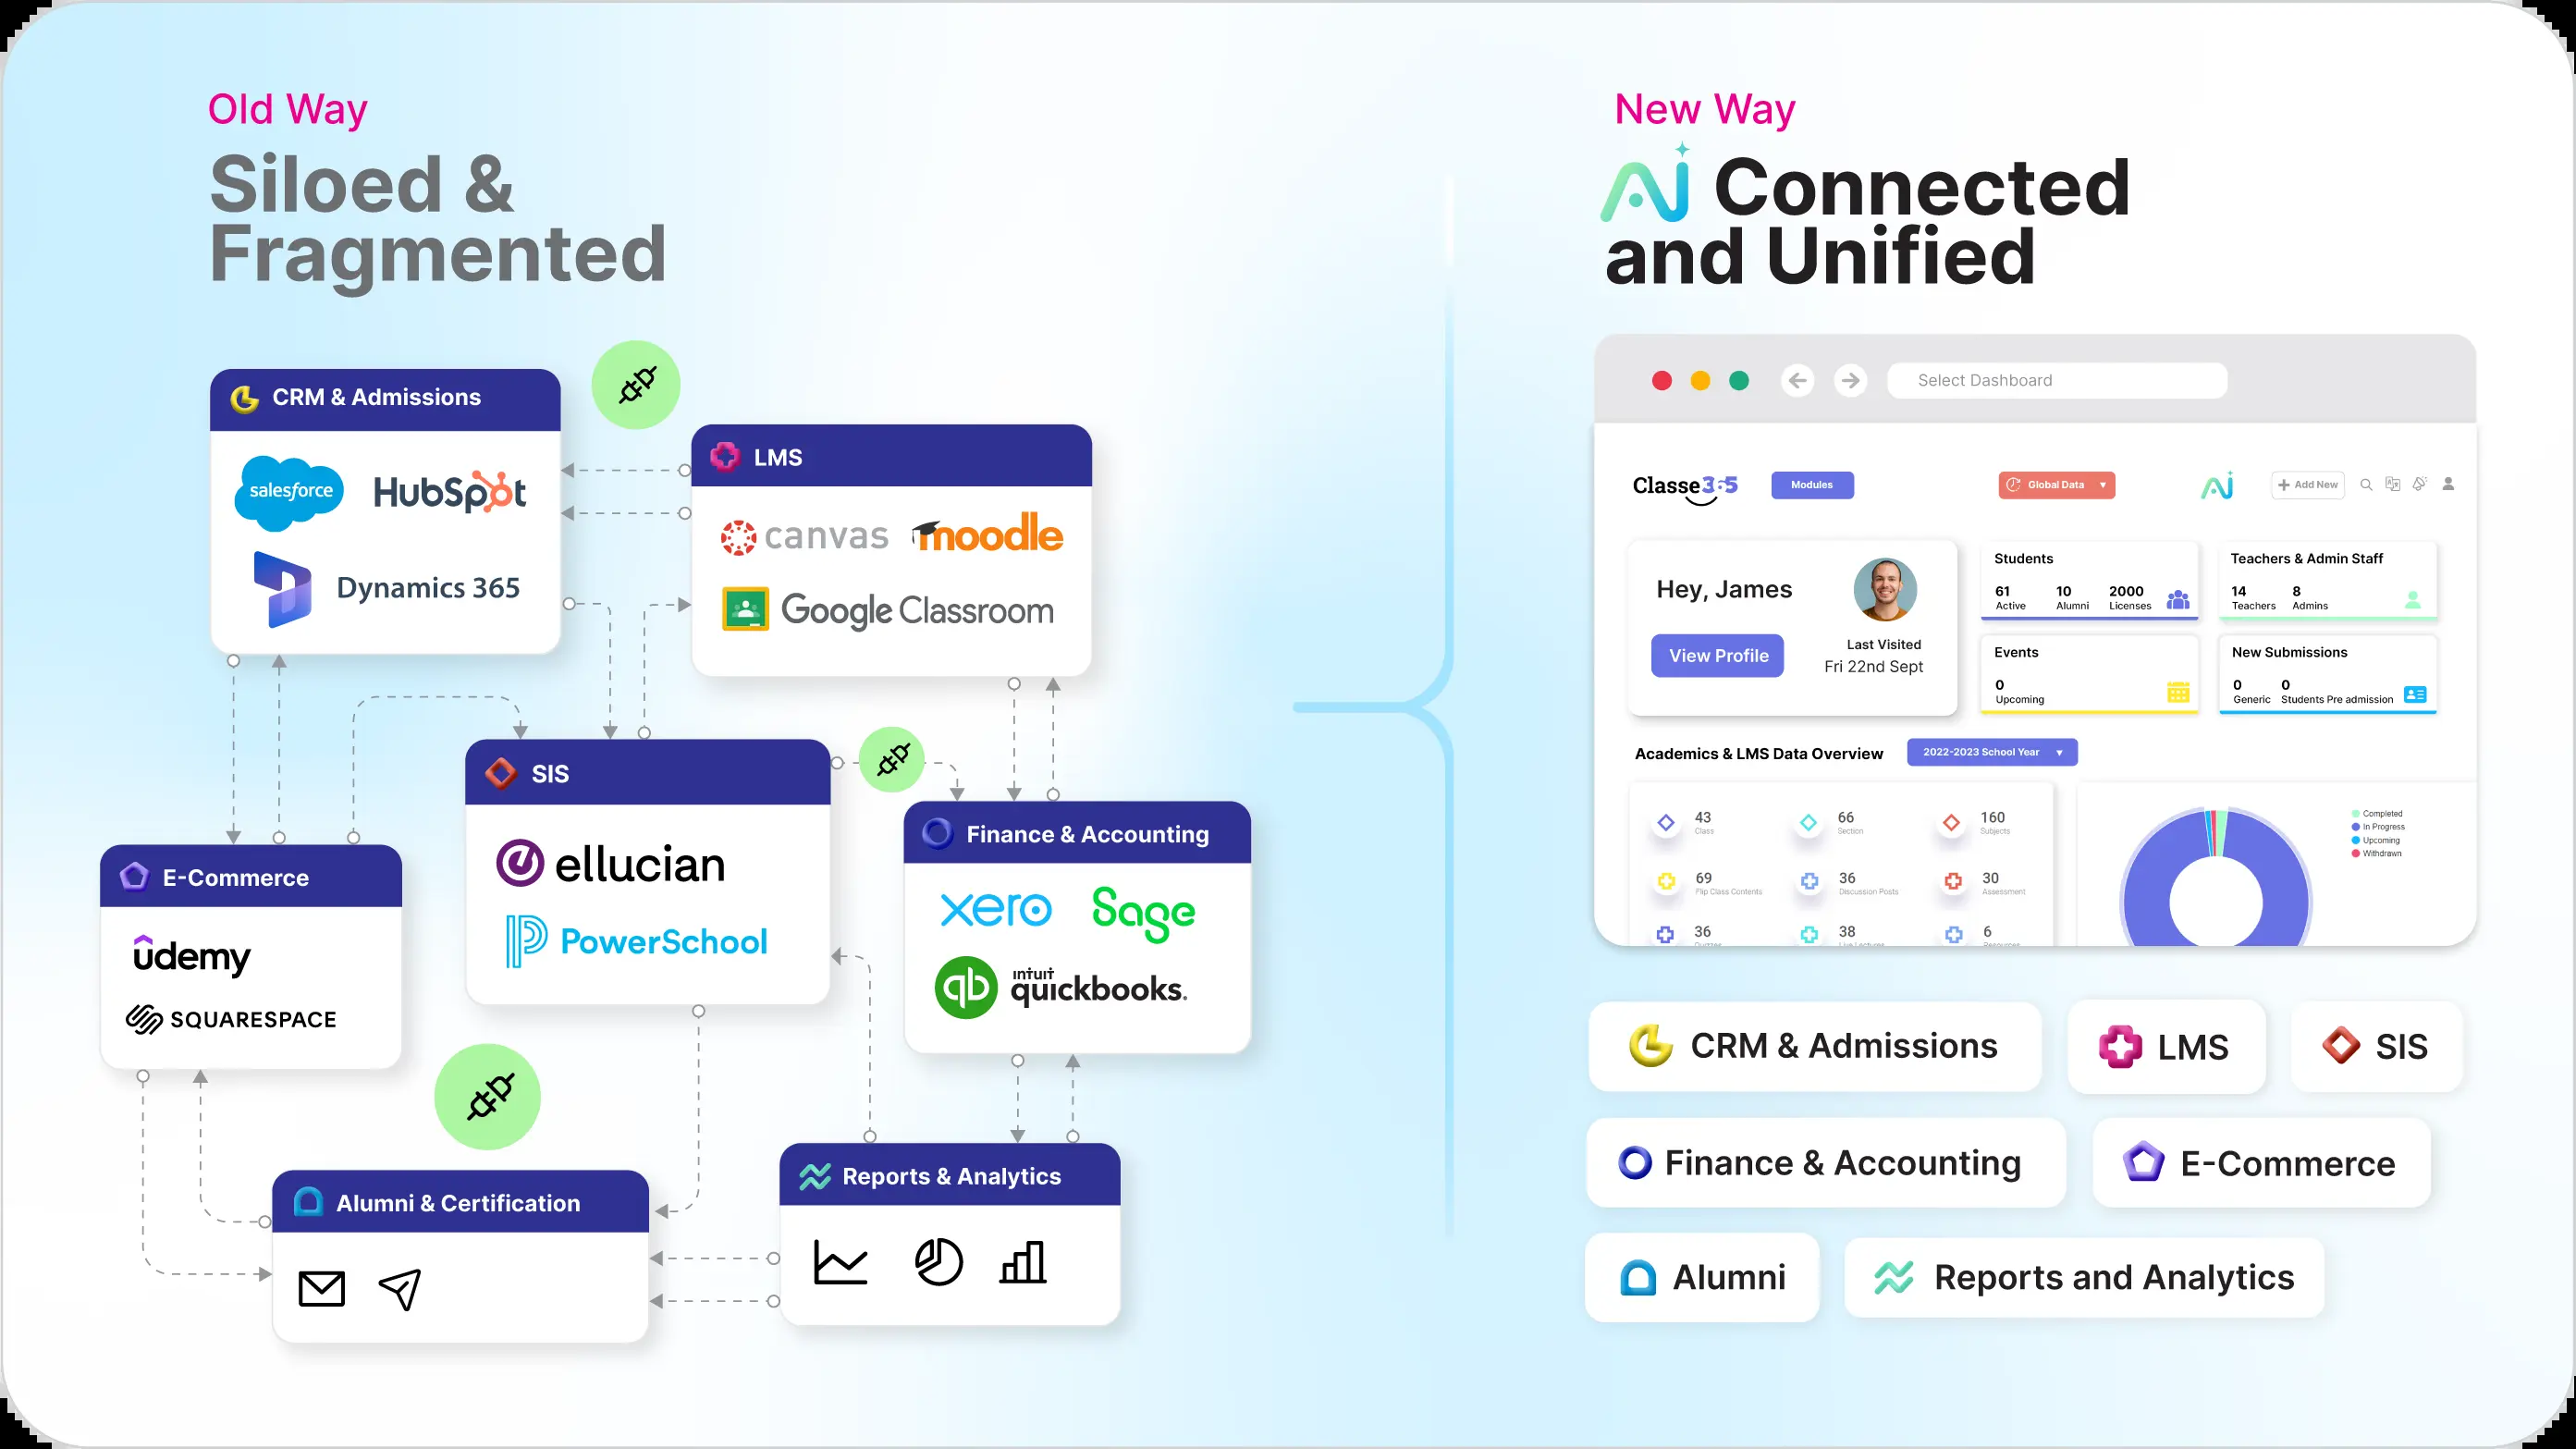 Old Way
Siloed &
Fragmented
CRM & Admissions
salesforce
HubSpot
Dynamics 365
LMS
canvas
moodle
Google Classroom
SIS
ellucian
PowerSchool
Finance & Accounting
xero
Sage
intuit
quickbooks.
E-Commerce
udemy
SQUARESPACE
Alumni & Certification
Reports & Analytics
New Way
Ai Connected
and Unified
Select Dashboard
Classe365
Modules
Global Data
Ai
Add New
Hey, James
View Profile
Last Visited
Fri 22nd Sept
Students
61 10 2000
Active Alumni Licenses
Teachers & Admin Staff
14 8
Teachers Admins
Events
0
Upcoming
New Submissions
0 0
Generic Students Pre admission
Academics & LMS Data Overview
2022-2023 School Year
43
Class
66
Section
160
Subjects
69
Flip Class Contents
36
Discussion Posts
30
Assessment
36
Quizzes
38
Live Lectures
6
Resources
Completed
In Progress
Upcoming
Withdrawn
CRM & Admissions
LMS
SIS
Finance & Accounting
E-Commerce
Alumni
Reports and Analytics